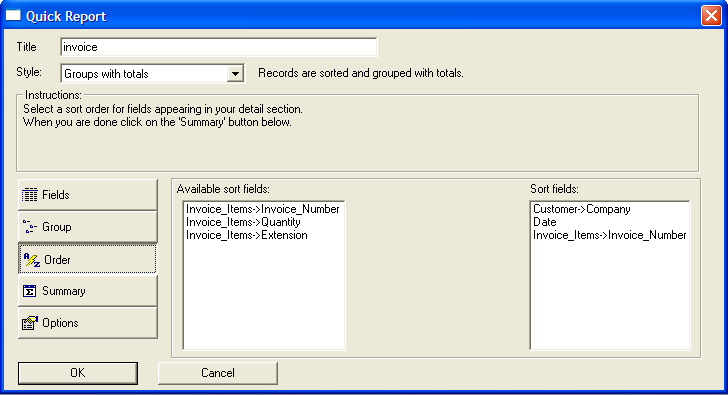 Quick Report
Title invoice
Style: Groups with totals Records are sorted and grouped with totals.
Instructions:
Select a sort order for fields appearing in your detail section.
When you are done click on the 'Summary' button below.
Fields
Group
Order
Summary
Options
Available sort fields:
Invoice_Items->Invoice_Number
Invoice_Items->Quantity
Invoice_Items->Extension
Sort fields:
Customer->Company
Date
Invoice_Items->Invoice_Number
OK Cancel